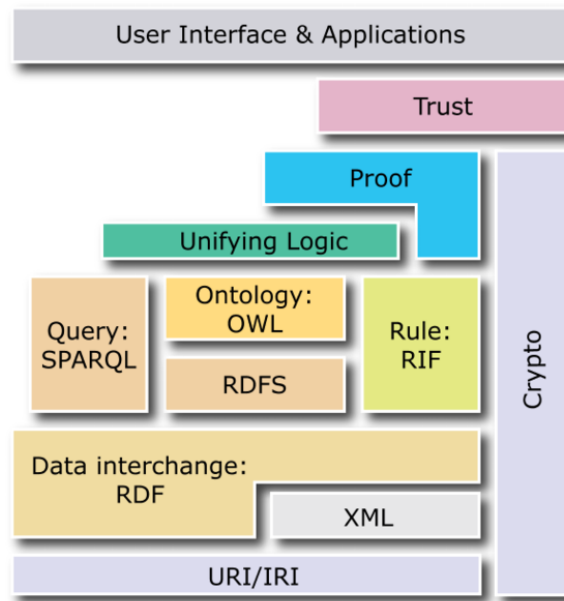 User Interface & Applications
Trust
Proof
Unifying Logic
Query:
SPARQL
Ontology:
OWL
RDFS
Rule:
RIF
Crypto
Data interchange:
RDF
XML
URI/IRI